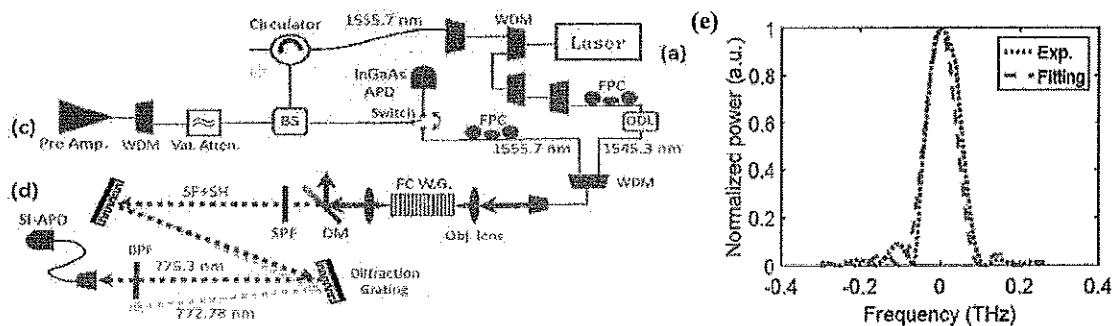 (e)
Circulator
1555.7 nm
WDM
Laser
(a)
InGaAs
APD
FPC
Switch
FPC
ODL
(c)
BS
Pre Amp.
WDM
Var. Atten.
1555.7 nm
1545.3 nm
WDM
(d)
SF+SH
FC W.G.
SI-APD
SPF
DM
Obj. lens
BPF
775.3 nm
Diffraction
Grating
772.78 nm
Normalized power (a.u.)
1
0.8
0.6
0.4
0.2
0
Exp.
Fitting
-0.4
-0.2
0
0.2
0.4
Frequency (THz)